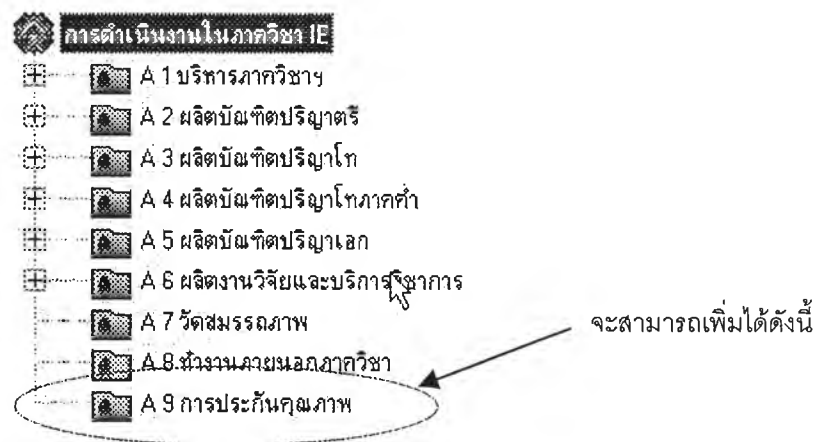 การดำเนินงานในภาควิชา IE
A 1 บริหารภาควิชาฯ
A 2 ผลิตบัณฑิตปริญาตรี
A 3 ผลิตบัณฑิตปริญาโท
A 4 ผลิตบัณฑิตปริญาโทภาคค่ำ
A 5 ผลิตบัณฑิตปริญาเอก
A 6 ผลิตงานวิจัยและบริการวิชาการ
A 7 วัดสมรรถภาพ
จะสามารถเพิ่มได้ดังนี้
A 8 ทำงานภายนอกภาควิชา
A 9 การประกันคุณภาพ